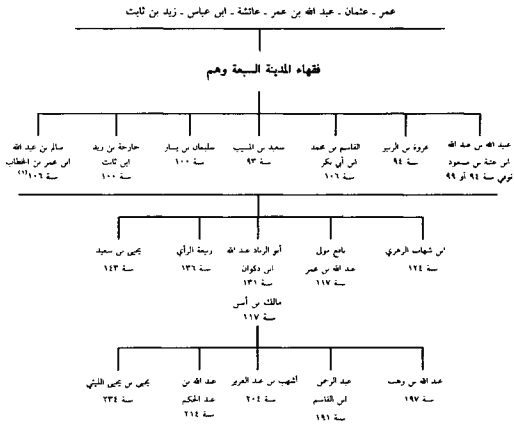 عمر ـ عثمان ـ عبد الله بن عمر ـ عائشة ـ ابن عباس ـ زيد بن ثابت
فقهاء المدينة السبعة وهم
عبيد الله بن عبد الله
ابن عتبة بن مسعود
توفي سنة ٩٤ أو ٩٩
عروة بن الزبير
سنة ٩٤
القاسم بن محمد
ابن أبي بكر
سنة ١٠٦
سعيد بن المسيب
سنة ٩٣
سليمان بن يسار
سنة ١٠٠
خارجة بن زيد
ابن ثابت
سنة ١٠٠
سالم بن عبد الله
ابن عمر بن الخطاب
سنة ١٠٦(١)
ابن شهاب الزهري
سنة ١٢٤
نافع مولى
عبد الله بن عمر
سنة ١١٧
أبو الزناد عبد الله
ابن ذكوان
سنة ١٣١
ربيعة الرأي
سنة ١٣٦
يحيى بن سعيد
سنة ١٤٣
مالك بن أنس
سنة ١١٧
عبد الله بن وهب
سنة ١٩٧
عبد الرحمن
ابن القاسم
سنة ١٩١
أشهب بن عبد العزيز
سنة ٢٠٤
عبد الله بن
عبد الحكم
سنة ٢١٤
يحيى بن يحيى الليثي
سنة ٢٣٤